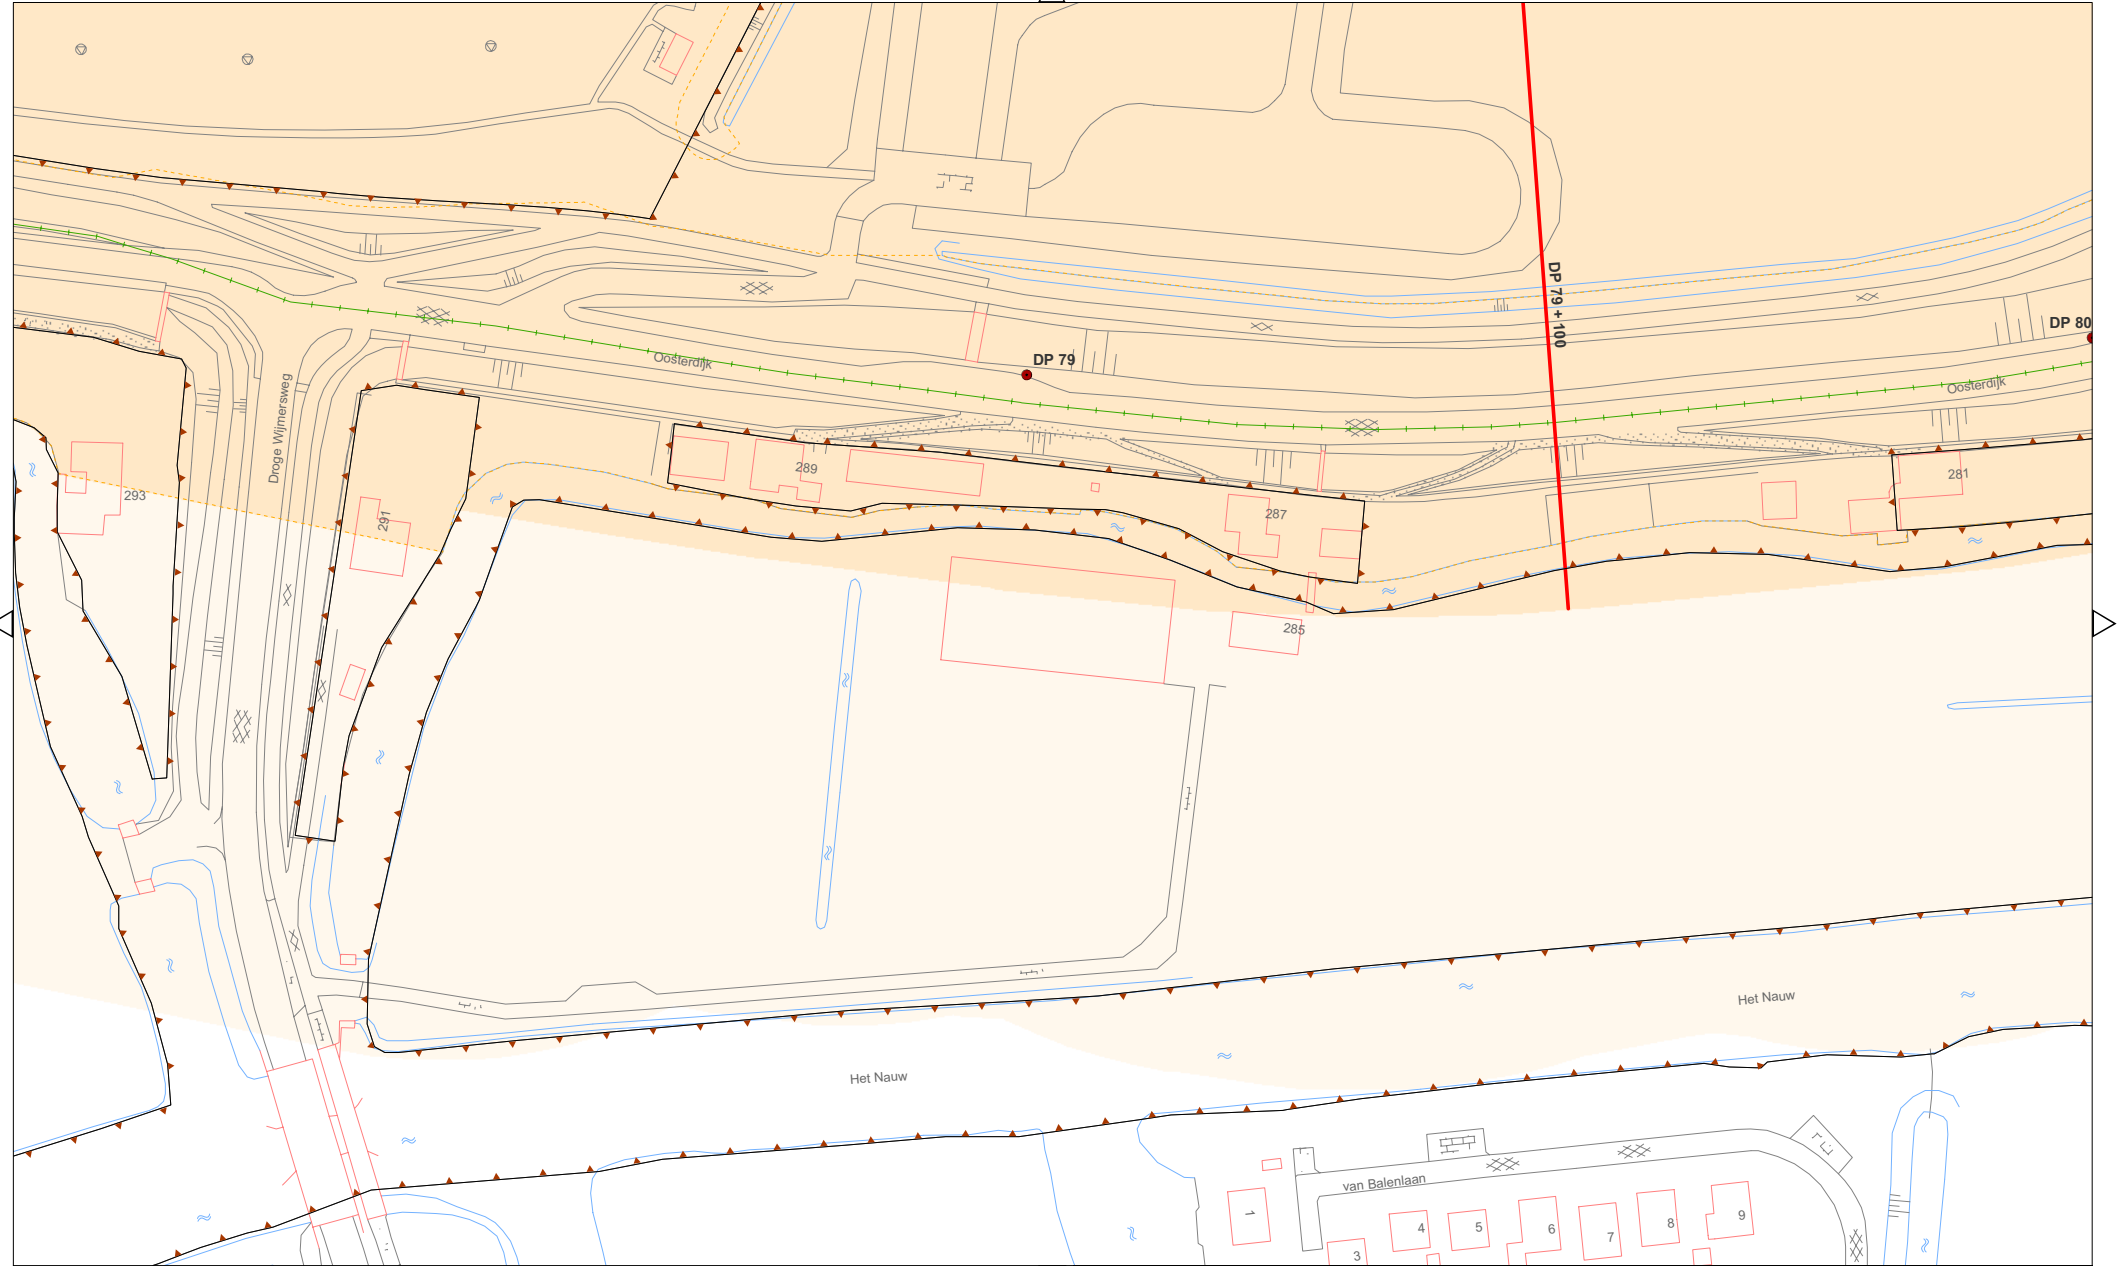 DP 79 + 100
DP 80
DP 79
Oosterdijk
Oosterdijk
Droge Wijmersweg
289
281
293
291
287
285
Het Nauw
Het Nauw
van Balenlaan
1
3
4
5
6
7
8
9